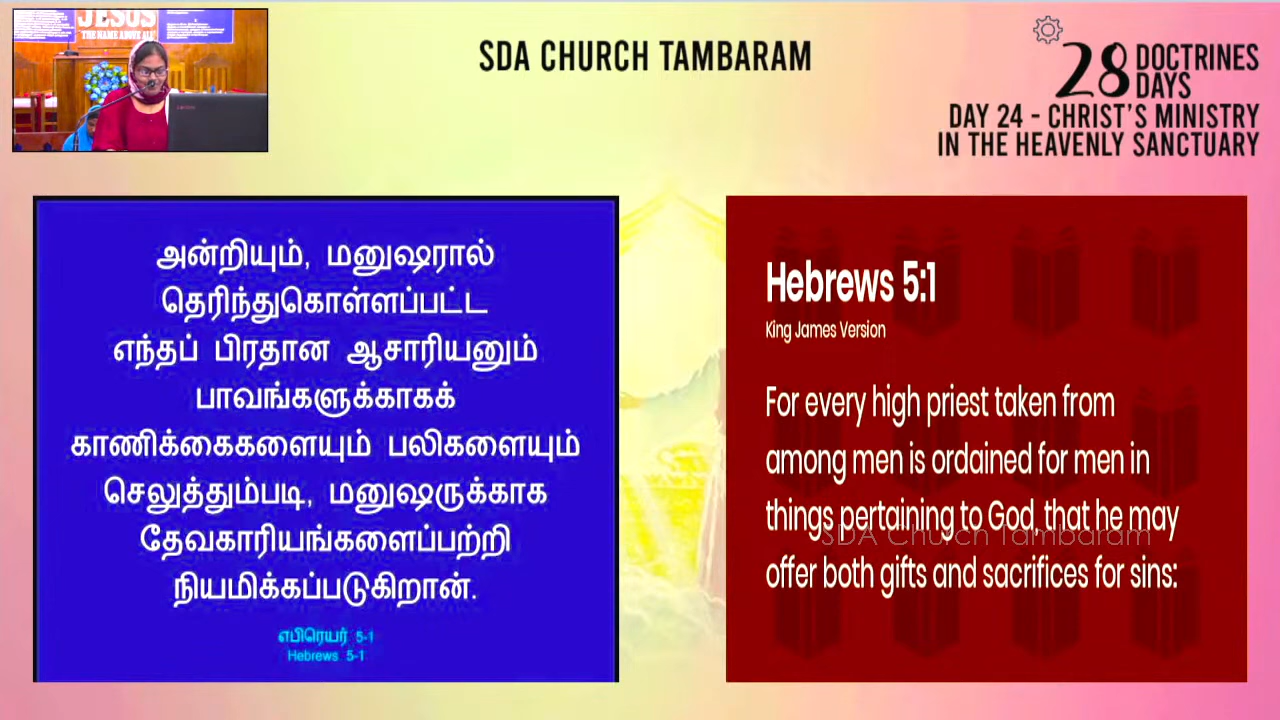 JESUS
THE NAME ABOVE ALL
SDA CHURCH TAMBARAM
28 DOCTRINES
DAYS
DAY 24 - CHRIST'S MINISTRY
IN THE HEAVENLY SANCTUARY
அன்றியும், மனுஷரால்
தெரிந்துகொள்ளப்பட்ட
எந்தப் பிரதான ஆசாரியனும்
பாவங்களுக்காகக்
காணிக்கைகளையும் பலிகளையும்
செலுத்தும்படி, மனுஷருக்காக
தேவகாரியங்களைப்பற்றி
நியமிக்கப்படுகிறான்.
எபிரெயர் 5-1
Hebrews 5-1
Hebrews 5:1
King James Version
For every high priest taken from
among men is ordained for men in
things pertaining to God, that he may
SDA Church Tambaram
offer both gifts and sacrifices for sins: